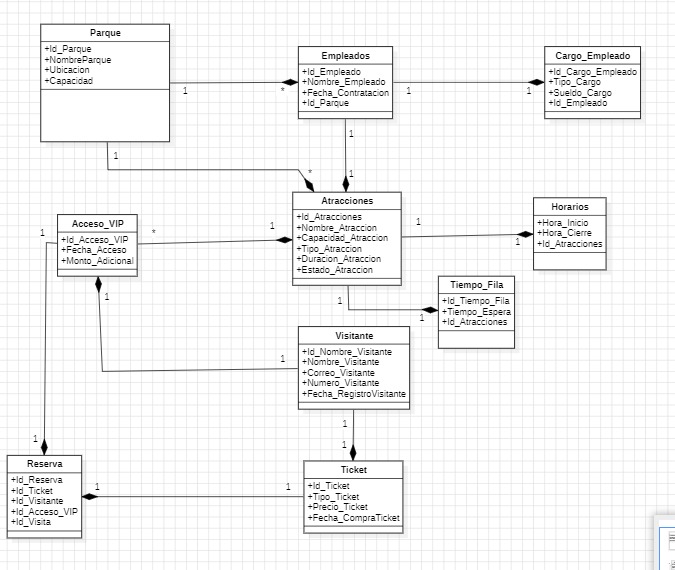 Parque
+Id_Parque
+NombreParque
+Ubicacion
+Capacidad
1
*
Empleados
+Id_Empleado
+Nombre_Empleado
+Fecha_Contratacion
+Id_Parque
1
1
Cargo_Empleado
+Id_Cargo_Empleado
+Tipo_Cargo
+Sueldo_Cargo
+Id_Empleado
1
1
1
*
Atracciones
+Id_Atracciones
+Nombre_Atraccion
+Capacidad_Atraccion
+Tipo_Atraccion
+Duracion_Atraccion
+Estado_Atraccion
1
1
Horarios
+Hora_Inicio
+Hora_Cierre
+Id_Atracciones
1
Acceso_VIP
+Id_Acceso_VIP
+Fecha_Acceso
+Monto_Adicional
*
1
1
1
Tiempo_Fila
+Id_Tiempo_Fila
+Tiempo_Espera
+Id_Atracciones
1
1
Visitante
+Id_Nombre_Visitante
+Nombre_Visitante
+Correo_Visitante
+Numero_Visitante
+Fecha_RegistroVisitante
1
1
1
Reserva
+Id_Reserva
+Id_Ticket
+Id_Visitante
+Id_Acceso_VIP
+Id_Visita
1
1
Ticket
+Id_Ticket
+Tipo_Ticket
+Precio_Ticket
+Fecha_CompraTicket